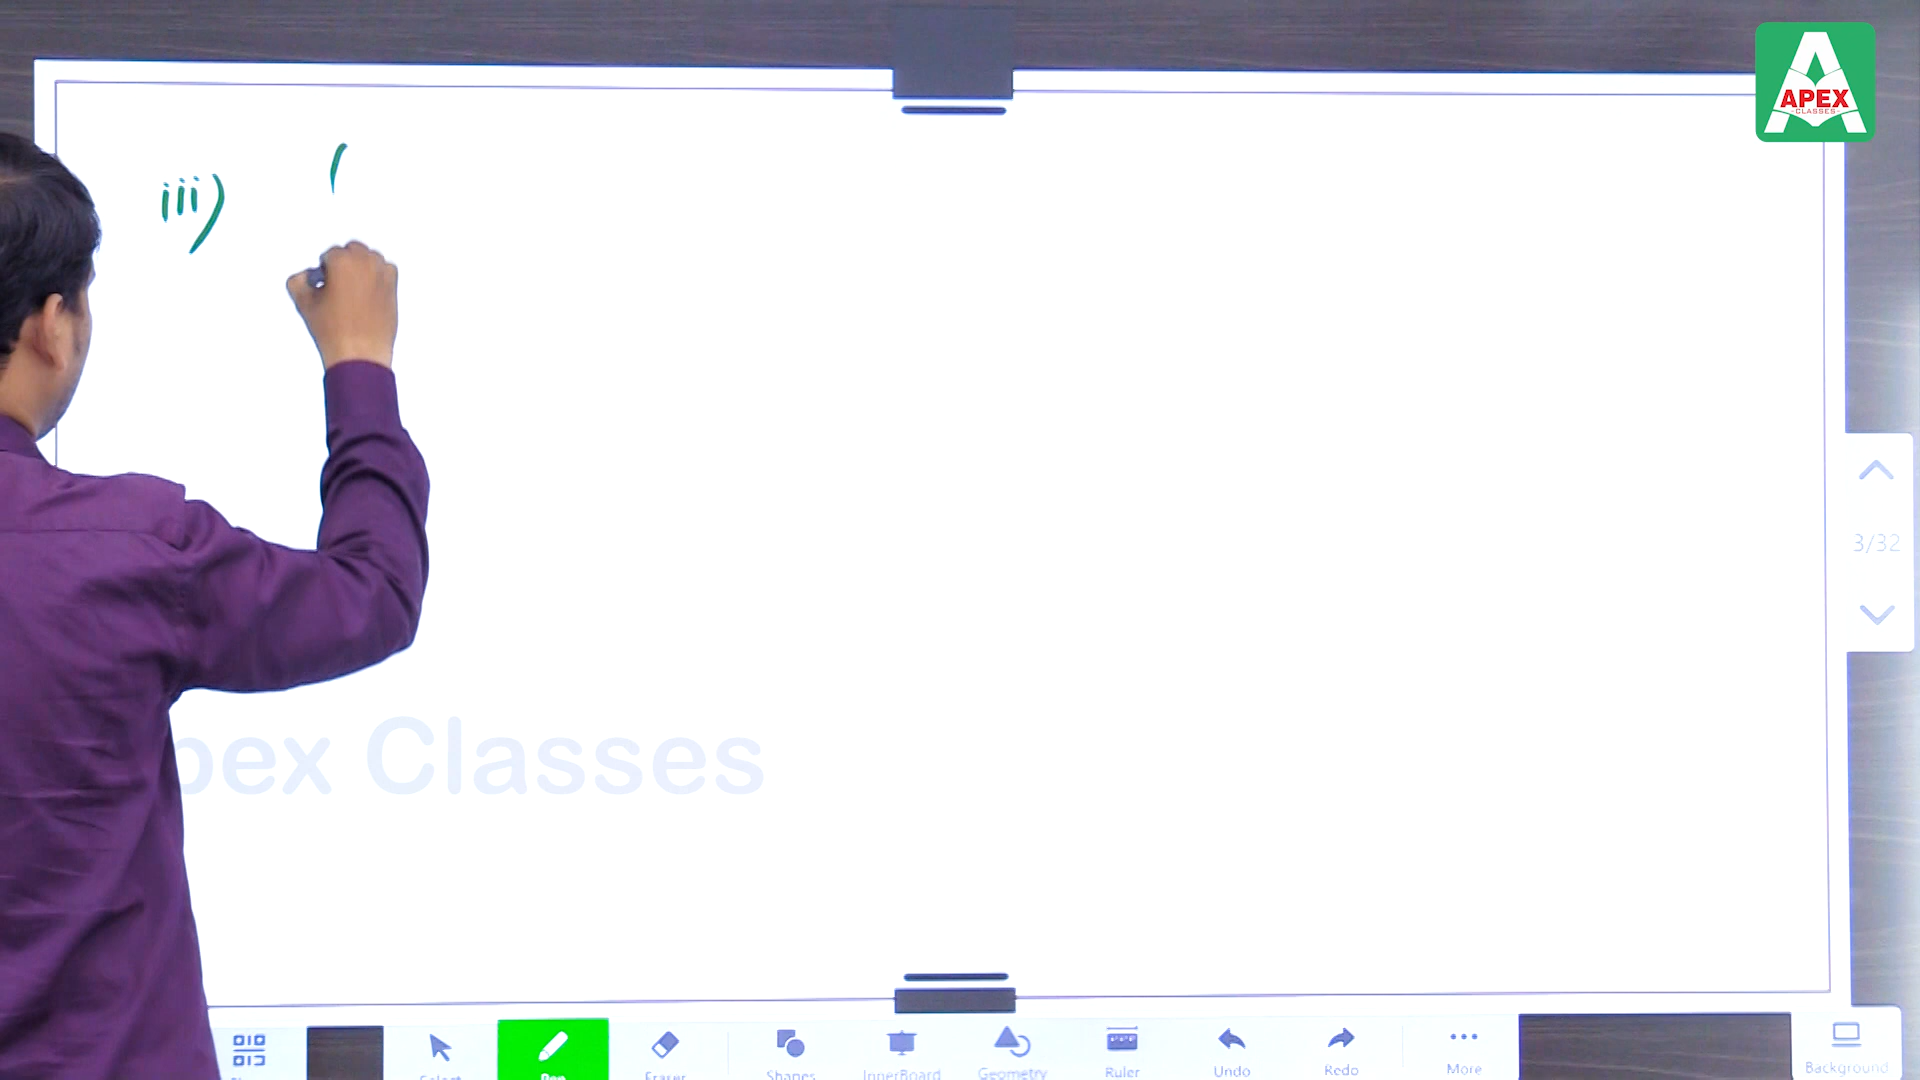 iii) (
APEX
CLASSES
3/32
pex Classes
Select Pen Eraser Shapes InnerBoard Geometry Ruler Undo Redo More Background